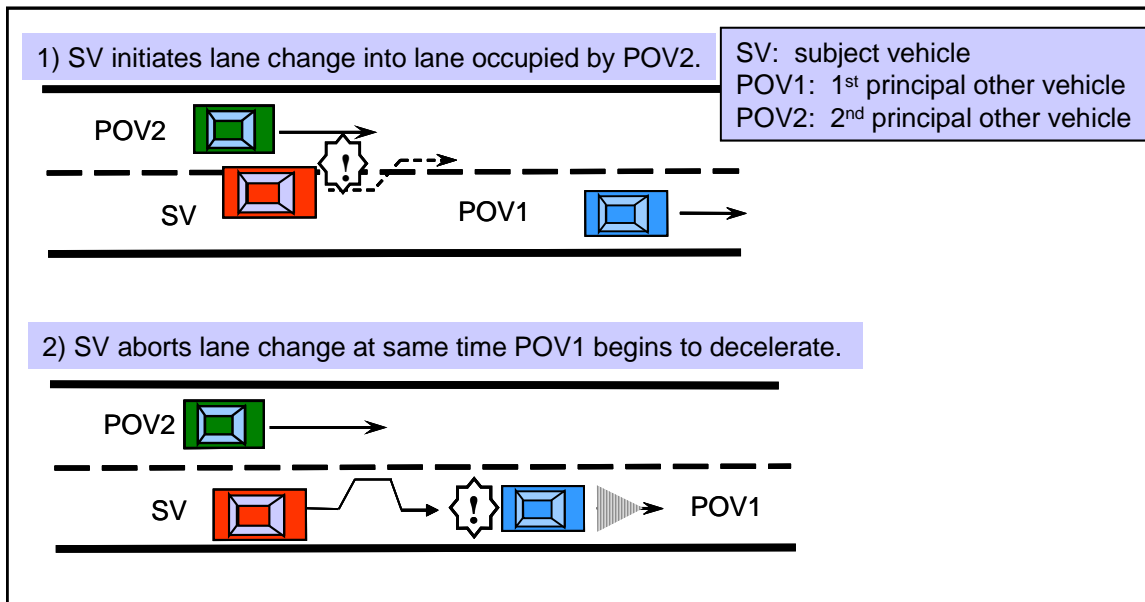 1) SV initiates lane change into lane occupied by POV2.
SV: subject vehicle
POV1: 1st principal other vehicle
POV2: 2nd principal other vehicle
POV2
!
SV
POV1
2) SV aborts lane change at same time POV1 begins to decelerate.
POV2
SV
!
POV1